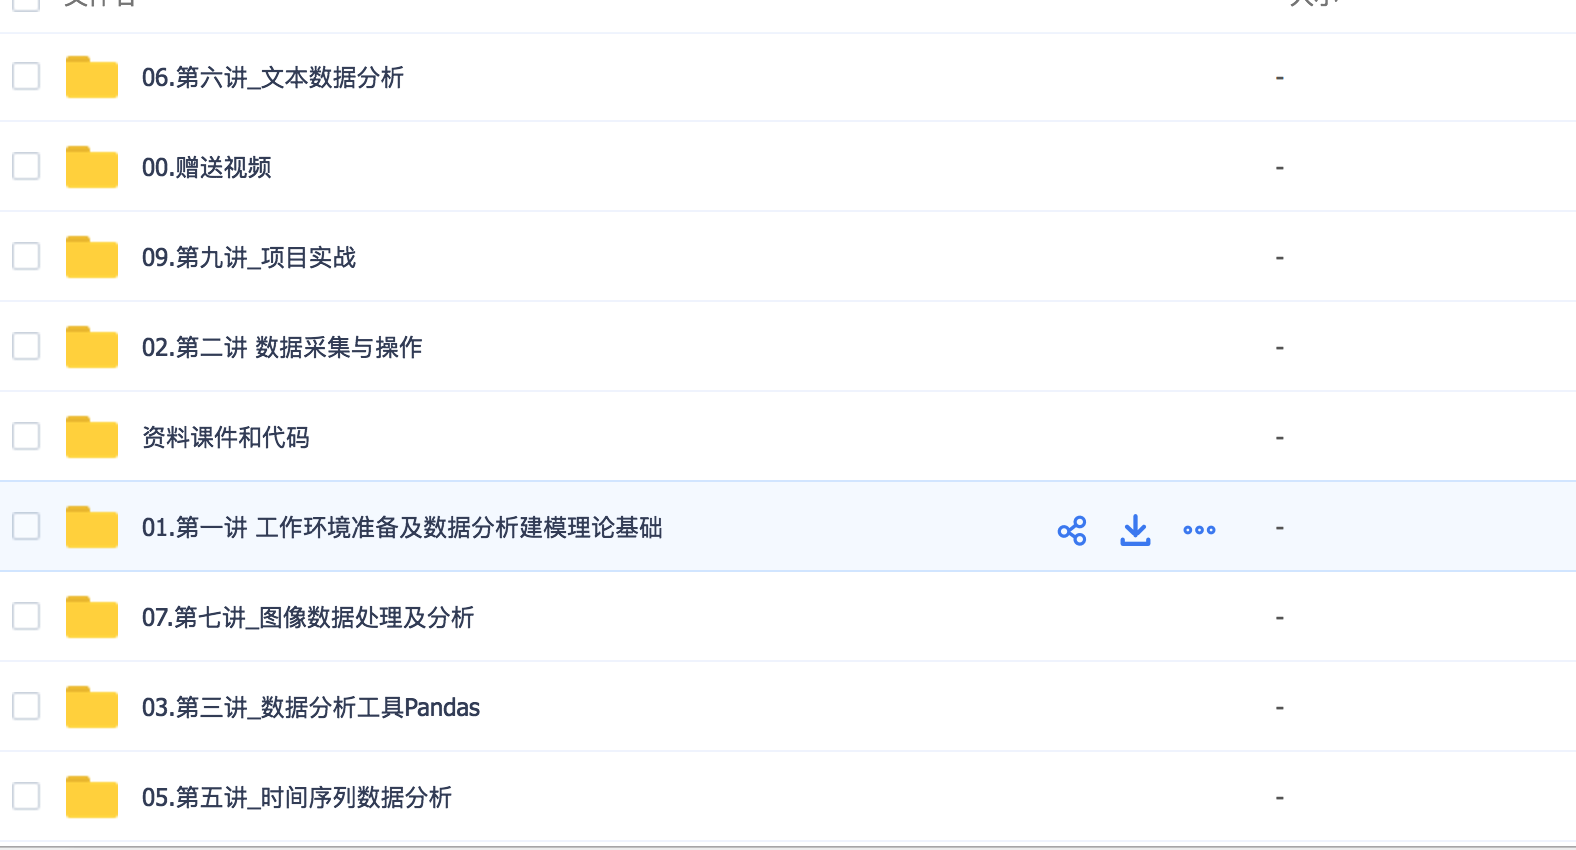 06.第六讲_文本数据分析 -
00.赠送视频 -
09.第九讲_项目实战 -
02.第二讲 数据采集与操作 -
资料课件和代码 -
01.第一讲 工作环境准备及数据分析建模理论基础 -
07.第七讲_图像数据处理及分析 -
03.第三讲_数据分析工具Pandas -
05.第五讲_时间序列数据分析 -